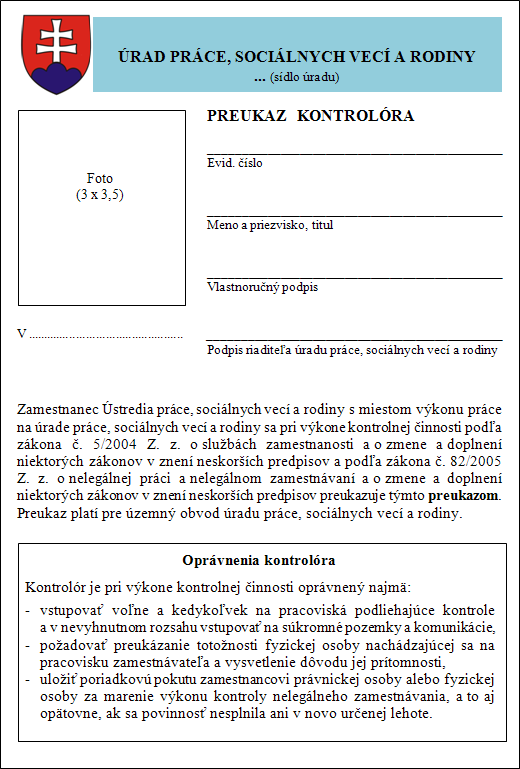 ÚRAD PRÁCE, SOCIÁLNYCH VECÍ A RODINY
... (sídlo úradu)
PREUKAZ KONTROLÓRA
Foto
(3 x 3,5)
Evid. číslo
Meno a priezvisko, titul
Vlastnoručný podpis
V ................................................
Podpis riaditeľa úradu práce, sociálnych vecí a rodiny
Zamestnanec Ústredia práce, sociálnych vecí a rodiny s miestom výkonu práce
na úrade práce, sociálnych vecí a rodiny sa pri výkone kontrolnej činnosti podľa
zákona č. 5/2004 Z. z. o službách zamestnanosti a o zmene a doplnení
niektorých zákonov v znení neskorších predpisov a podľa zákona č. 82/2005
Z. z. o nelegálnej práci a nelegálnom zamestnávaní a o zmene a doplnení
niektorých zákonov v znení neskorších predpisov preukazuje týmto preukazom.
Preukaz platí pre územný obvod úradu práce, sociálnych vecí a rodiny.
Oprávnenia kontrolóra
Kontrolór je pri výkone kontrolnej činnosti oprávnený najmä:
- vstupovať voľne a kedykoľvek na pracoviská podliehajúce kontrole
a v nevyhnutnom rozsahu vstupovať na súkromné pozemky a komunikácie,
- požadovať preukázanie totožnosti fyzickej osoby nachádzajúcej sa na
pracovisku zamestnávateľa a vysvetlenie dôvodu jej prítomnosti,
- uložiť poriadkovú pokutu zamestnancovi právnickej osoby alebo fyzickej
osoby za marenie výkonu kontroly nelegálneho zamestnávania, a to aj
opätovne, ak sa povinnosť nesplnila ani v novo určenej lehote.